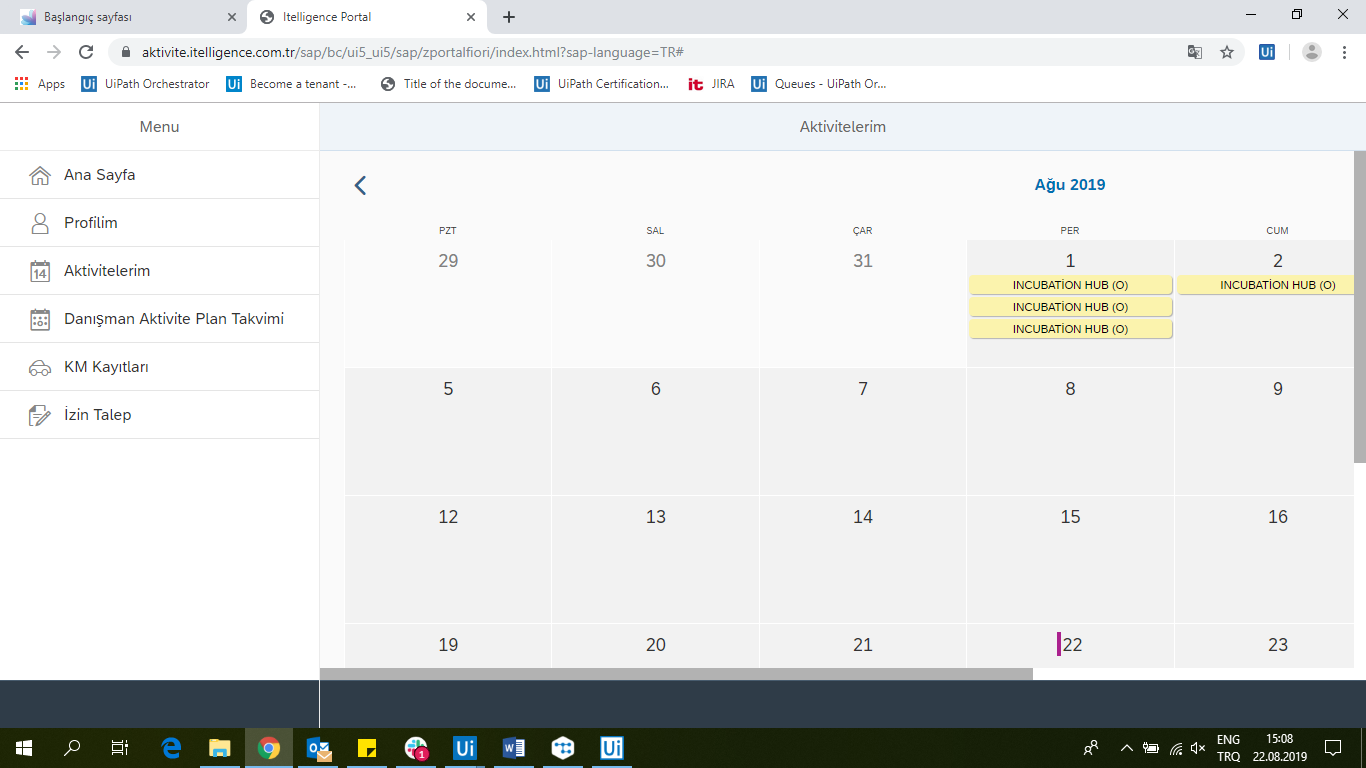 Başlangıç sayfası
Itelligence Portal
aktivite.itelligence.com.tr/sap/bc/ui5_ui5/sap/zportalfiori/index.html?sap-language=TR#
Apps
UiPath Orchestrator
Become a tenant -...
Title of the docume...
UiPath Certification...
JIRA
Queues - UiPath Or...
Menu
Aktivitelerim
Ana Sayfa
Profilim
Aktivitelerim
Danışman Aktivite Plan Takvimi
KM Kayıtları
İzin Talep
Ağu 2019
PZT SAL ÇAR PER CUM
29 30 31 1 2
INCUBATİON HUB (O) INCUBATİON HUB (O)
INCUBATİON HUB (O)
INCUBATİON HUB (O)
5 6 7 8 9
12 13 14 15 16
19 20 21 22 23
ENG 15:08
TRQ 22.08.2019